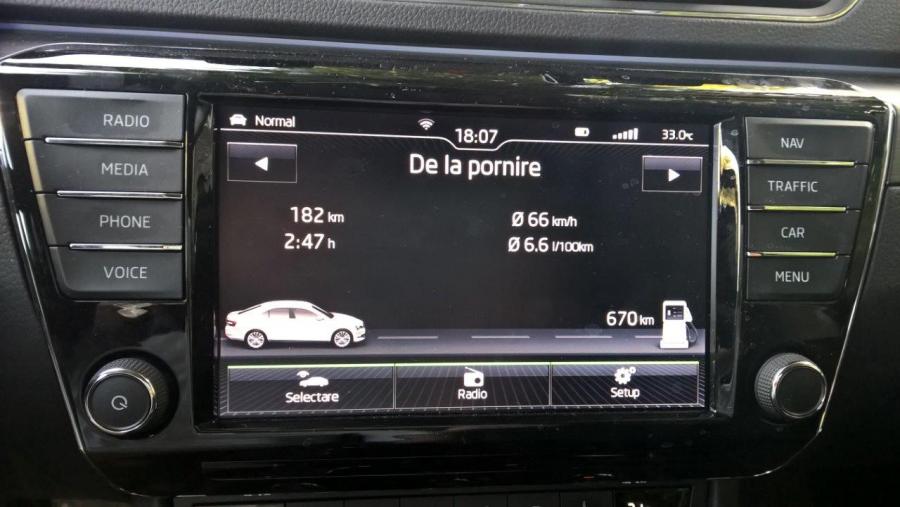 RADIO
MEDIA
PHONE
VOICE
Normal
18:07
33.0°C
De la pornire
182 km
Ø 66 km/h
2:47 h
Ø 6.6 l/100km
670 km
Selectare
Radio
Setup
NAV
TRAFFIC
CAR
MENU